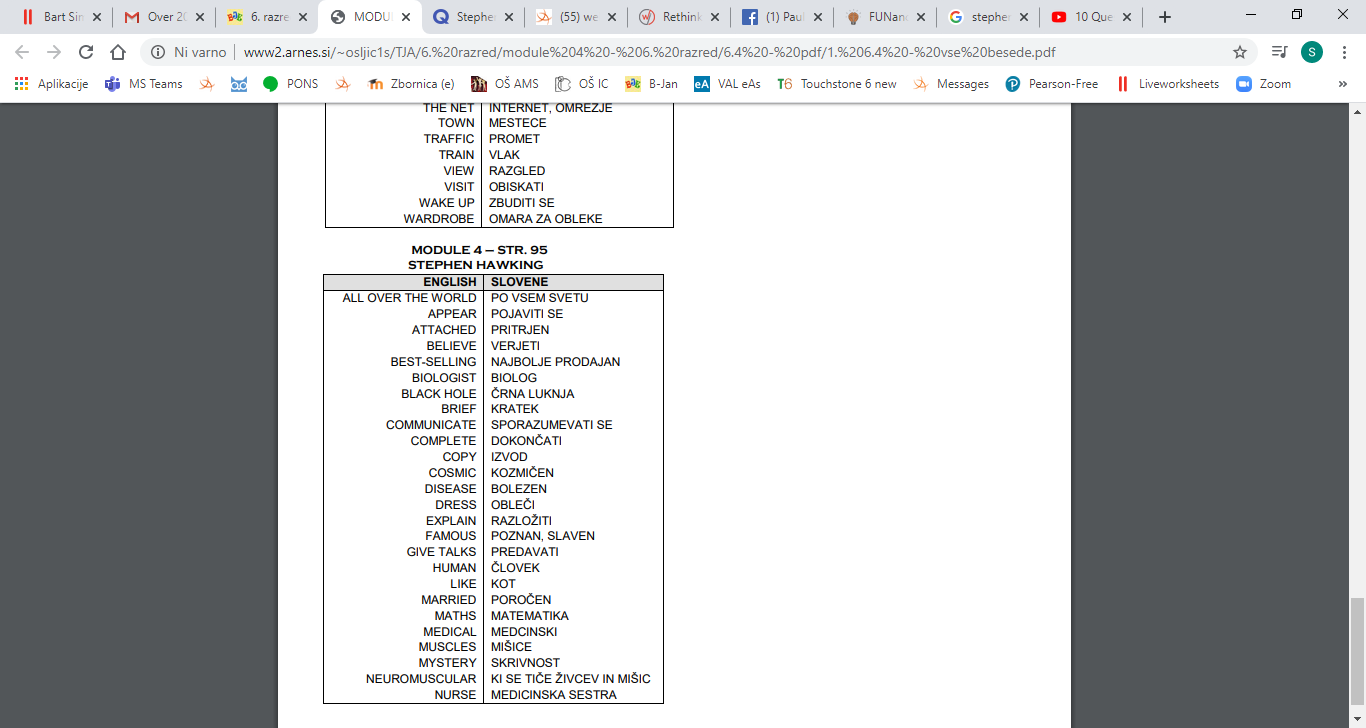 Bart Sin
Over 20
6. razre
MODUL
Stephen
(55) we
Rethink
(1) Paul
FUNan
stepher
10 Que
Ni varno
www2.arnes.si/~osljic1s/TJA/6.%20razred/module%204%20-%206.%20razred/6.4%20-%20pdf/1.%206.4%20-%20vse%20besede.pdf
S
Aplikacije
MS Teams
PONS
Zbornica (e)
OŠ AMS
OŠ IC
B-Jan
eA VAL eAs
T6 Touchstone 6 new
Messages
Pearson-Free
Liveworksheets
Zoom
»
THE NET INTERNET, OMREŽJE
TOWN MESTECE
TRAFFIC PROMET
TRAIN VLAK
VIEW RAZGLED
VISIT OBISKATI
WAKE UP ZBUDITI SE
WARDROBE OMARA ZA OBLEKE
MODULE 4 – STR. 95
STEPHEN HAWKING
ENGLISH SLOVENE
ALL OVER THE WORLD PO VSEM SVETU
APPEAR POJAVITI SE
ATTACHED PRITRJEN
BELIEVE VERJETI
BEST-SELLING NAJBOLJE PRODAJAN
BIOLOGIST BIOLOG
BLACK HOLE ČRNA LUKNJA
BRIEF KRATEK
COMMUNICATE SPORAZUMEVATI SE
COMPLETE DOKONČATI
COPY IZVOD
COSMIC KOZMIČEN
DISEASE BOLEZEN
DRESS OBLEČI
EXPLAIN RAZLOŽITI
FAMOUS POZNAN, SLAVEN
GIVE TALKS PREDAVATI
HUMAN ČLOVEK
LIKE KOT
MARRIED POROČEN
MATHS MATEMATIKA
MEDICAL MEDCINSKI
MUSCLES MIŠICE
MYSTERY SKRIVNOST
NEUROMUSCULAR KI SE TIČE ŽIVCEV IN MIŠIC
NURSE MEDICINSKA SESTRA